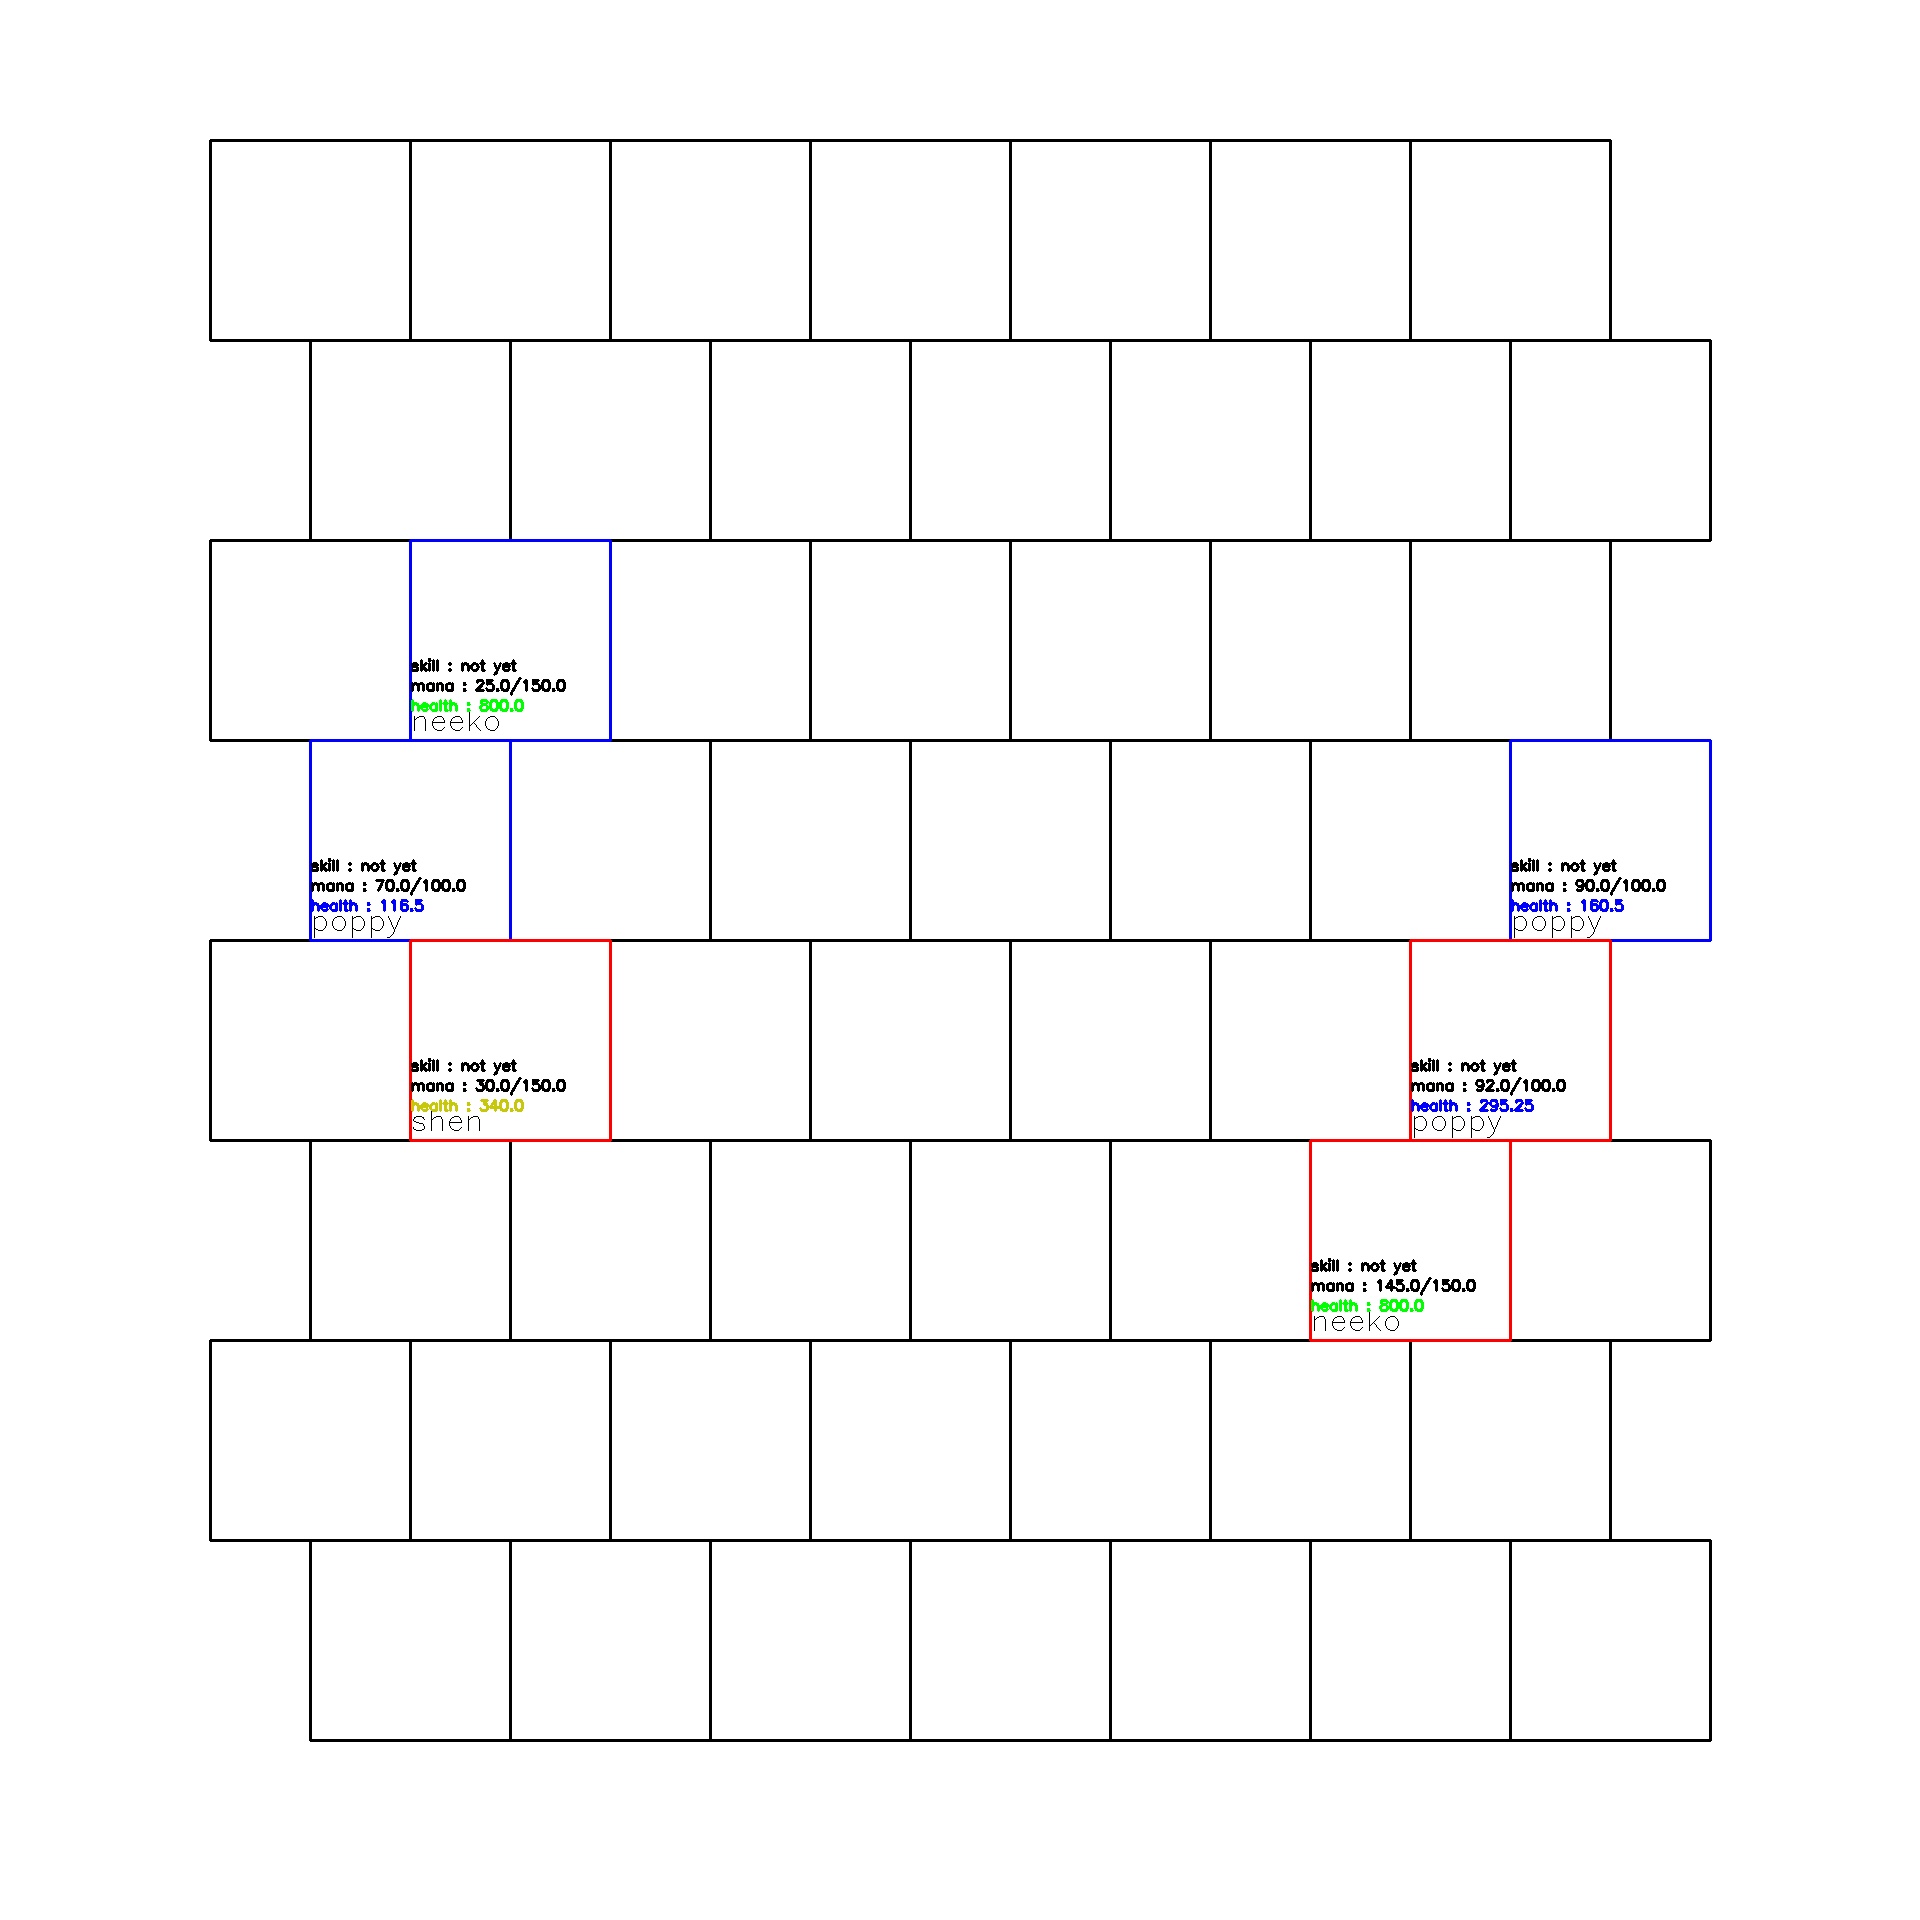 skill : not yet
mana : 25.0/150.0
health : 800.0
neeko
skill : not yet
mana : 70.0/100.0
health : 116.5
poppy
skill : not yet
mana : 90.0/100.0
health : 160.5
poppy
skill : not yet
mana : 30.0/150.0
health : 340.0
shen
skill : not yet
mana : 92.0/100.0
health : 295.25
poppy
skill : not yet
mana : 145.0/150.0
health : 800.0
neeko